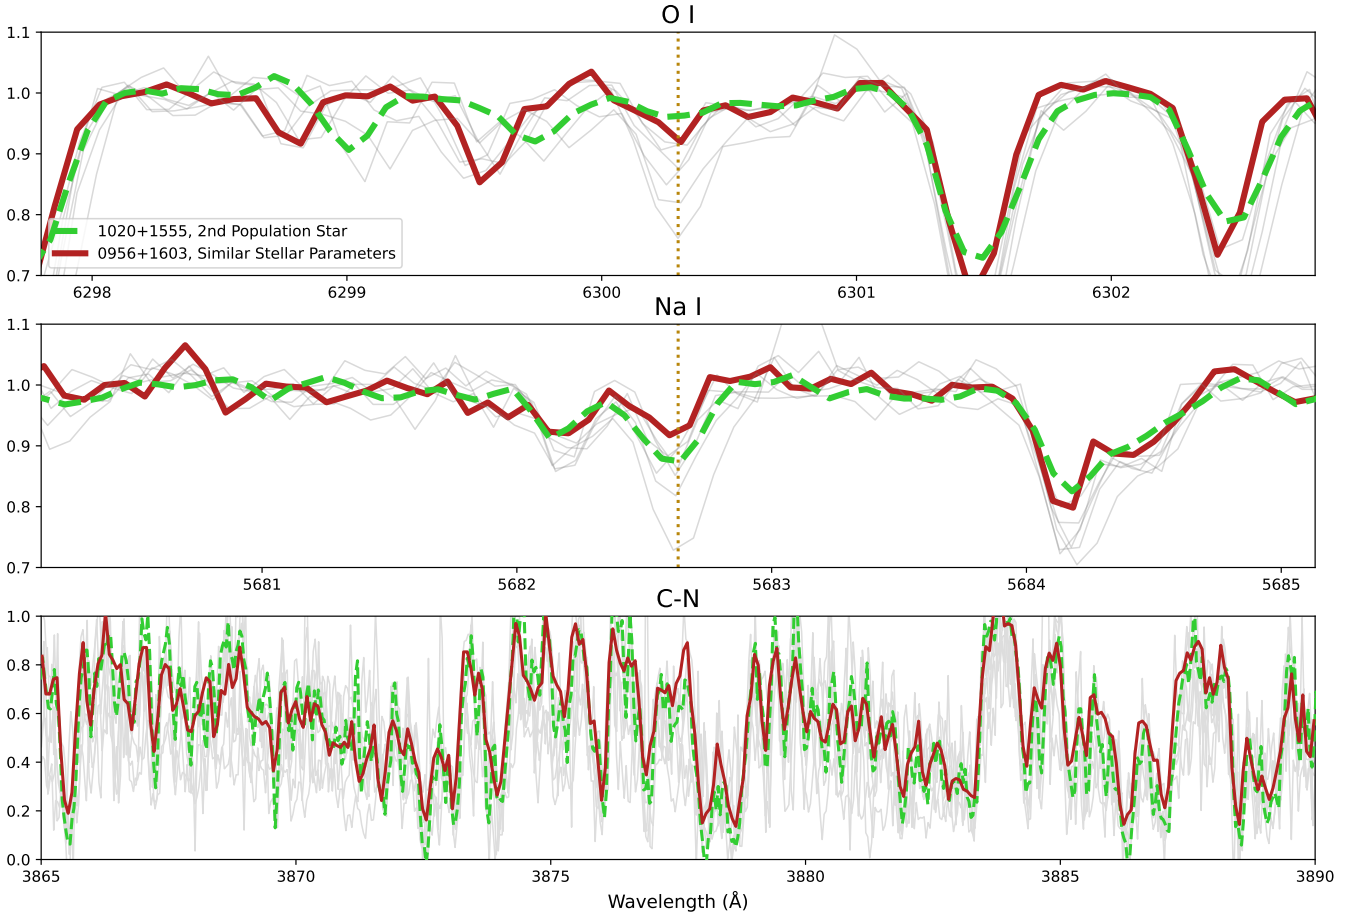 O I
1.1
1.0
0.9
0.8
0.7
1020+1555, 2nd Population Star
0956+1603, Similar Stellar Parameters
6298 6299 6300 6301 6302
Na I
1.1
1.0
0.9
0.8
0.7
5681 5682 5683 5684 5685
C-N
1.0
0.8
0.6
0.4
0.2
0.0
3865 3870 3875 3880 3885 3890
Wavelength (Å)